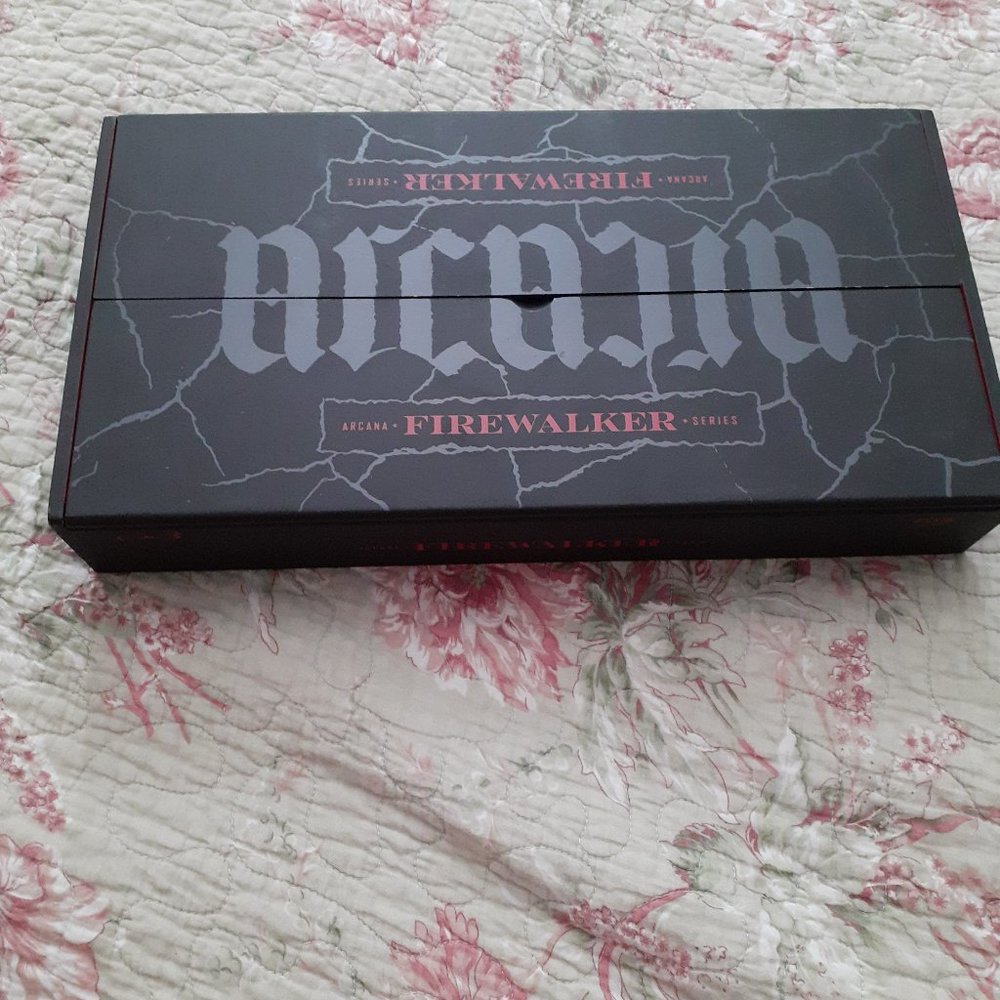 ARCANA • FIREWALKER • SERIES
arcana
ARCANA • FIREWALKER • SERIES
FIREWALKER